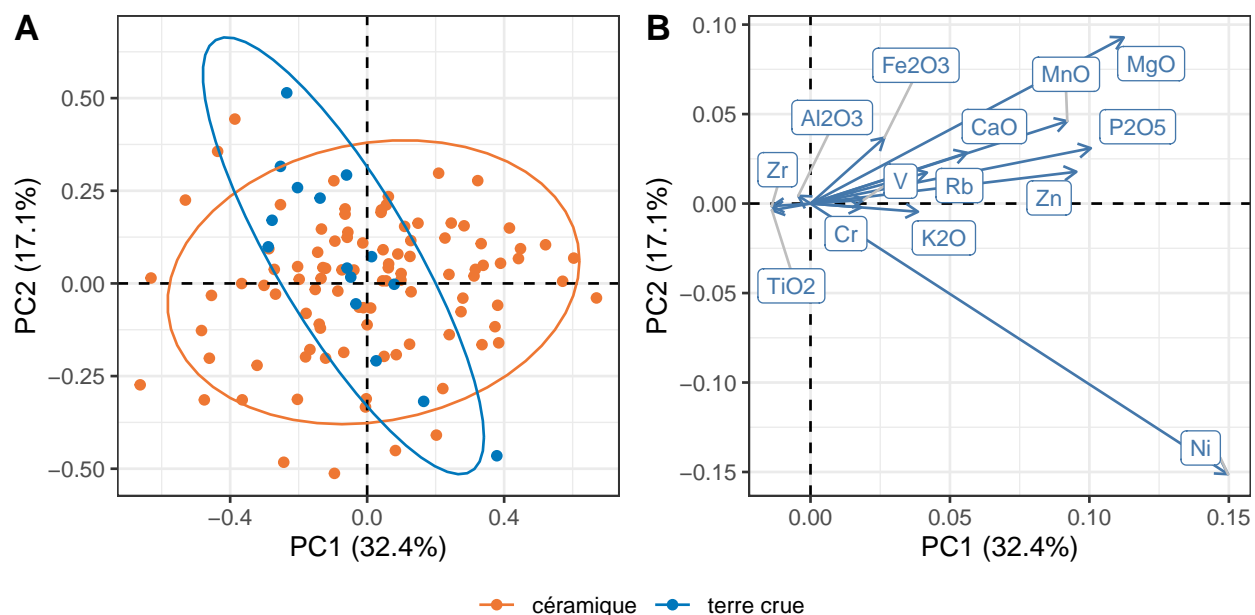 A
PC2 (17.1%)
0.50
0.25
0.00
−0.25
−0.50
−0.4
0.0
0.4
PC1 (32.4%)
B
PC2 (17.1%)
0.10
0.05
0.00
−0.05
−0.10
−0.15
Fe2O3
MnO
MgO
Al2O3
CaO
P2O5
Zr
V
Rb
Zn
Cr
K2O
TiO2
Ni
0.00
0.05
0.10
0.15
PC1 (32.4%)
céramique
terre crue